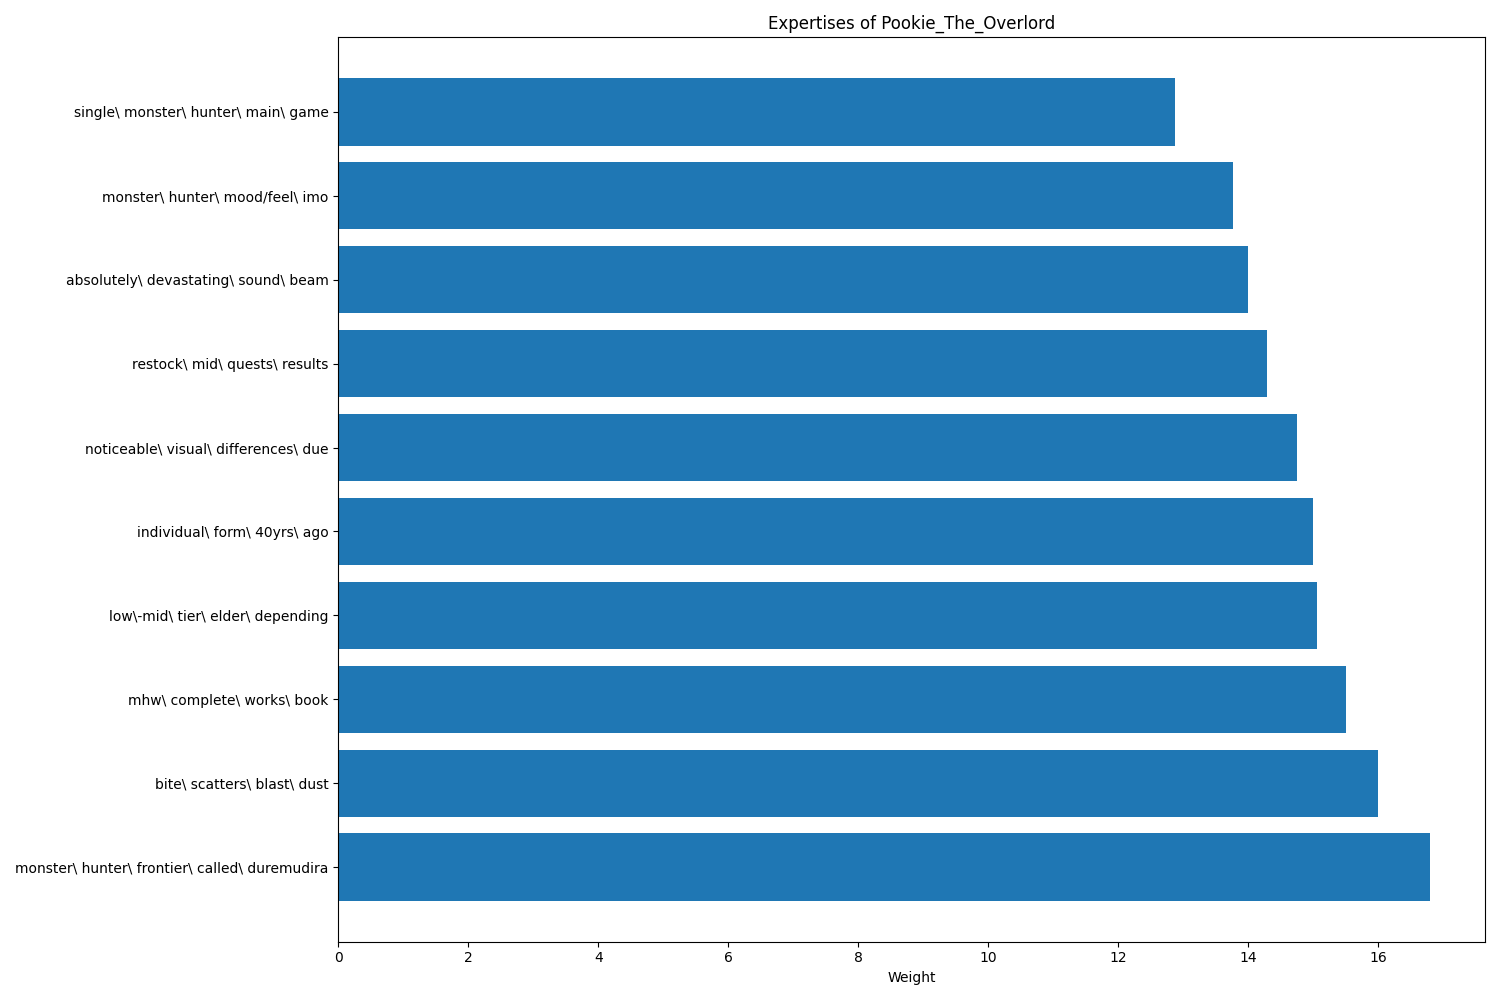 Expertises of Pookie_The_Overlord
single\ monster\ hunter\ main\ game
monster\ hunter\ mood/feel\ imo
absolutely\ devastating\ sound\ beam
restock\ mid\ quests\ results
noticeable\ visual\ differences\ due
individual\ form\ 40yrs\ ago
low\-mid\ tier\ elder\ depending
mhw\ complete\ works\ book
bite\ scatters\ blast\ dust
monster\ hunter\ frontier\ called\ duremudira
0 2 4 6 8 10 12 14 16
Weight